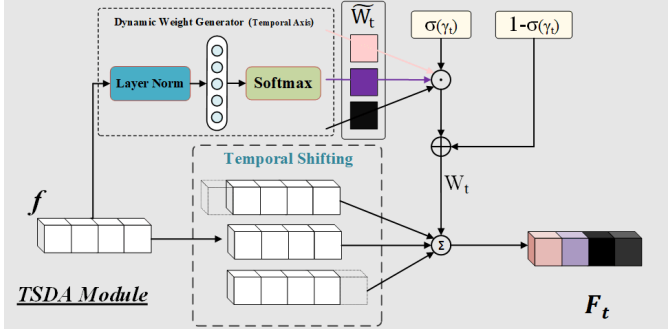 Dynamic Weight Generator (Temporal Axis)
W̃t
σ(γt)
1-σ(γt)
Layer Norm
Softmax
Temporal Shifting
f
Wt
Σ
TSDA Module
Ft